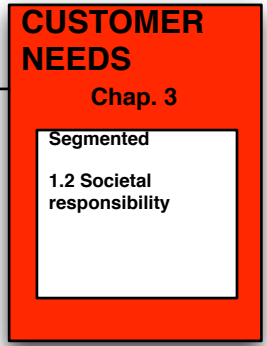 CUSTOMER
NEEDS
Chap. 3
Segmented
1.2 Societal
responsibility